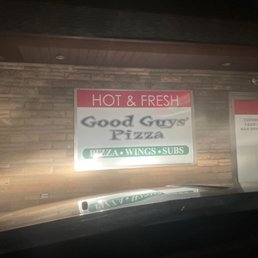 HOT & FRESH
Good Guys'
Pizza
PIZZA • WINGS • SUBS